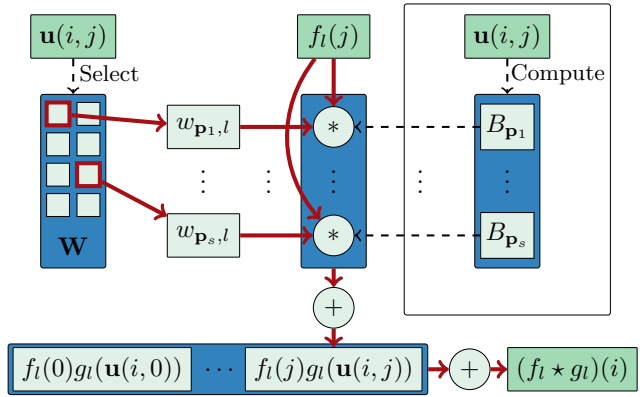 𝐮(i, j) f_l(j) 𝐮(i, j)
Select Compute
w_{𝐩_1,l} * B_{𝐩_1}
⋮ ⋮ ⋮ ⋮ ⋮
w_{𝐩_s,l} * B_{𝐩_s}
𝐖
+
f_l(0)g_l(𝐮(i, 0)) ⋯ f_l(j)g_l(𝐮(i, j)) + (f_l ⋆ g_l)(i)